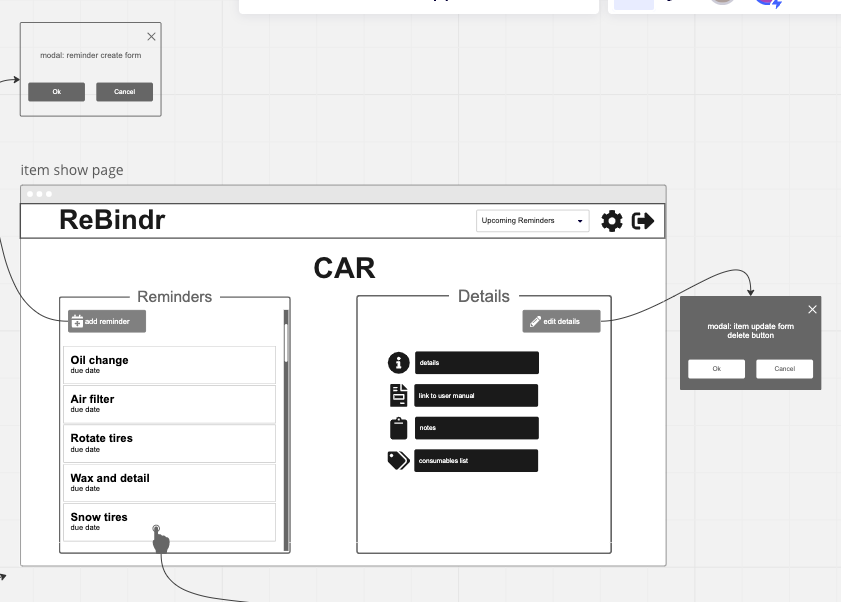 modal: reminder create form
Ok
Cancel
item show page
ReBindr
Upcoming Reminders
CAR
Reminders
add reminder
Oil change
due date
Air filter
due date
Rotate tires
due date
Wax and detail
due date
Snow tires
due date
Details
edit details
details
link to user manual
notes
consumables list
modal: item update form
delete button
Ok
Cancel